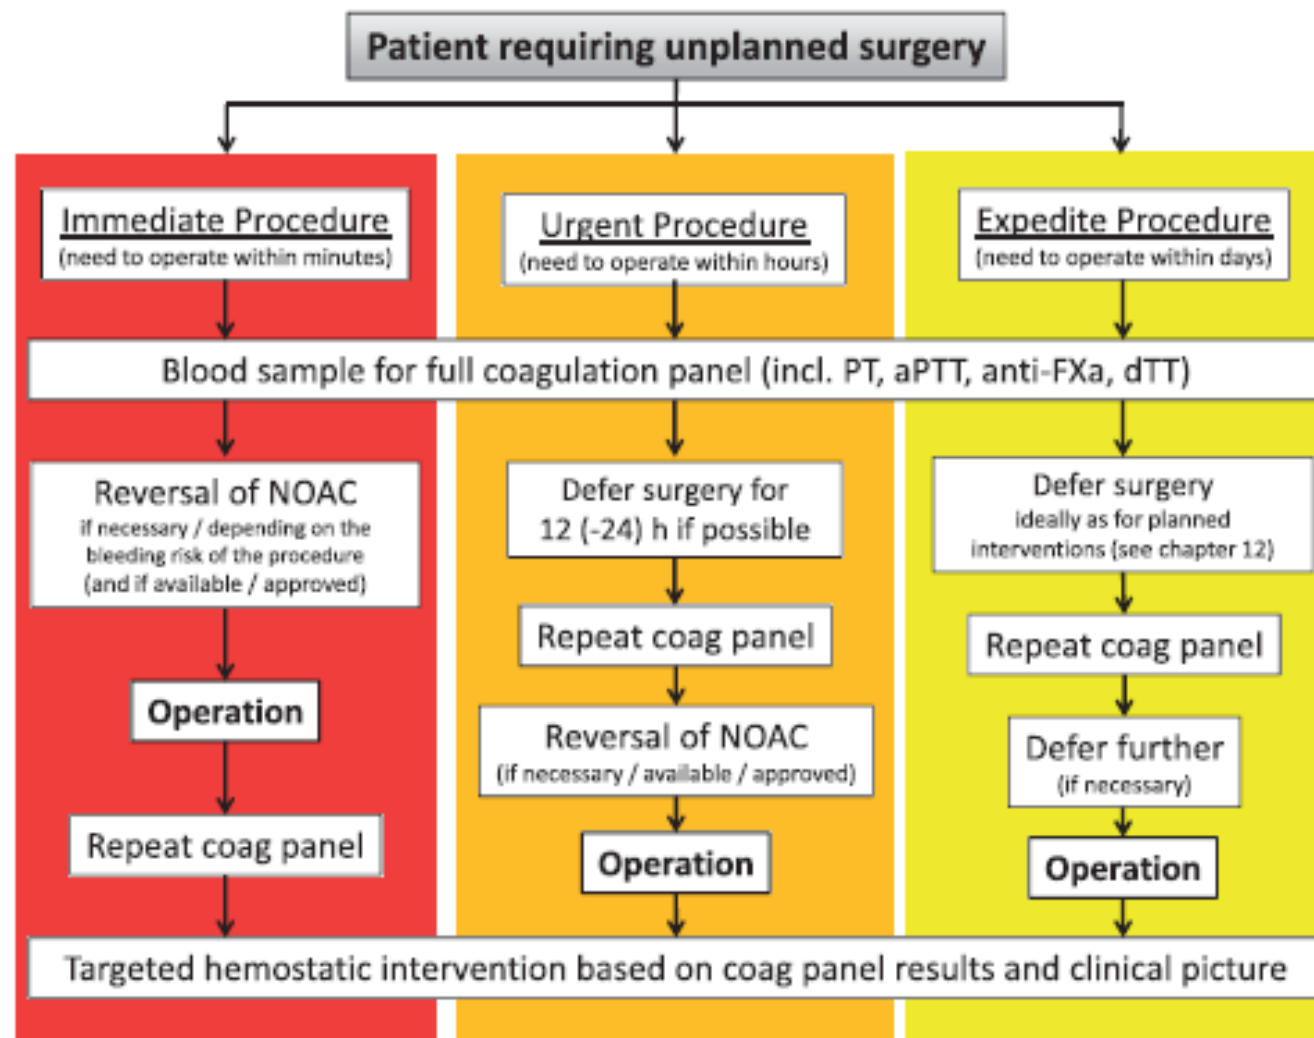 Patient requiring unplanned surgery
Immediate Procedure
(need to operate within minutes)
Urgent Procedure
(need to operate within hours)
Expedite Procedure
(need to operate within days)
Blood sample for full coagulation panel (incl. PT, aPTT, anti-FXa, dTT)
Reversal of NOAC
if necessary / depending on the
bleeding risk of the procedure
(and if available / approved)
Operation
Repeat coag panel
Defer surgery for
12 (-24) h if possible
Repeat coag panel
Reversal of NOAC
(if necessary / available / approved)
Operation
Defer surgery
ideally as for planned
interventions (see chapter 12)
Repeat coag panel
Defer further
(if necessary)
Operation
Targeted hemostatic intervention based on coag panel results and clinical picture